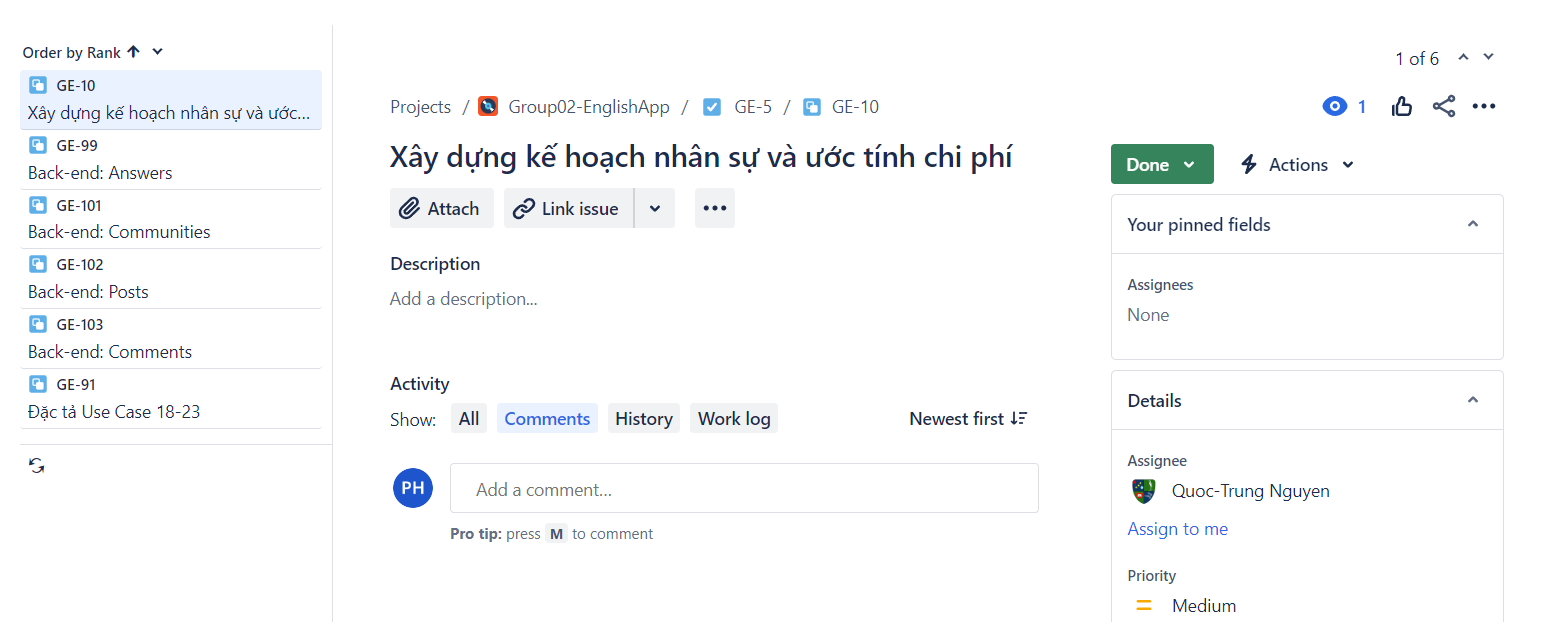 Order by Rank
GE-10
Xây dựng kế hoạch nhân sự và ước...
GE-99
Back-end: Answers
GE-101
Back-end: Communities
GE-102
Back-end: Posts
GE-103
Back-end: Comments
GE-91
Đặc tả Use Case 18-23
1 of 6
Projects / Group02-EnglishApp / GE-5 / GE-10
1
Xây dựng kế hoạch nhân sự và ước tính chi phí
Attach
Link issue
Description
Add a description...
Activity
Show: All Comments History Work log Newest first
PH
Add a comment...
Pro tip: press M to comment
Done
Actions
Your pinned fields
Assignees
None
Details
Assignee
Quoc-Trung Nguyen
Assign to me
Priority
Medium